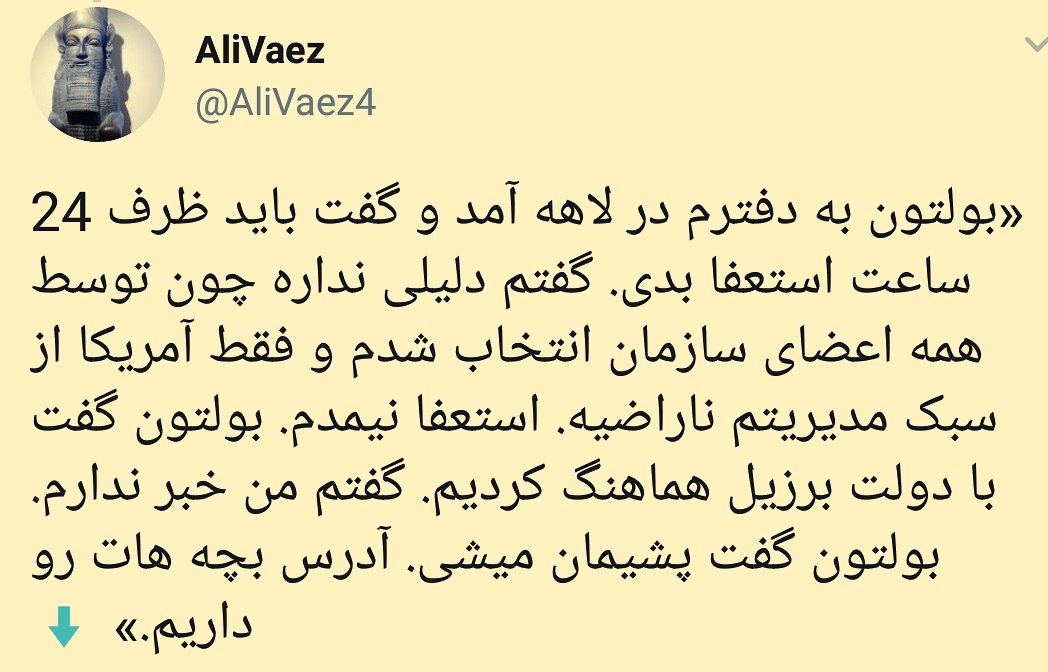 AliVaez
@AliVaez4
«بولتون به دفترم در لاهه آمد و گفت باید ظرف 24
ساعت استعفا بدی. گفتم دلیلی نداره چون توسط
همه اعضای سازمان انتخاب شدم و فقط آمریکا از
سبک مدیریتم ناراضیه. استعفا نیمدم. بولتون گفت
با دولت برزیل هماهنگ کردیم. گفتم من خبر ندارم.
بولتون گفت پشیمان میشی. آدرس بچه هات رو
داریم.»